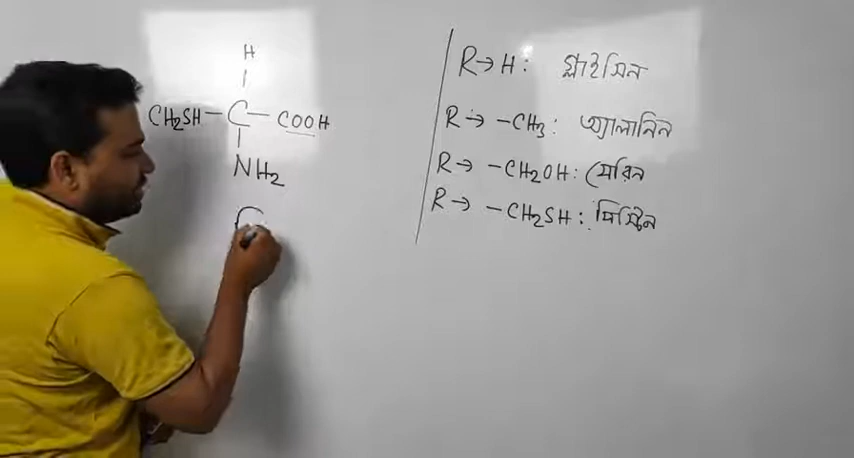 H
CH₂SH – C – COOH
NH₂
C
R → H : গ্লাইসিন
R → –CH₃ : অ্যালানিন
R → –CH₂OH : সেরিন
R → –CH₂SH : সিস্টিন